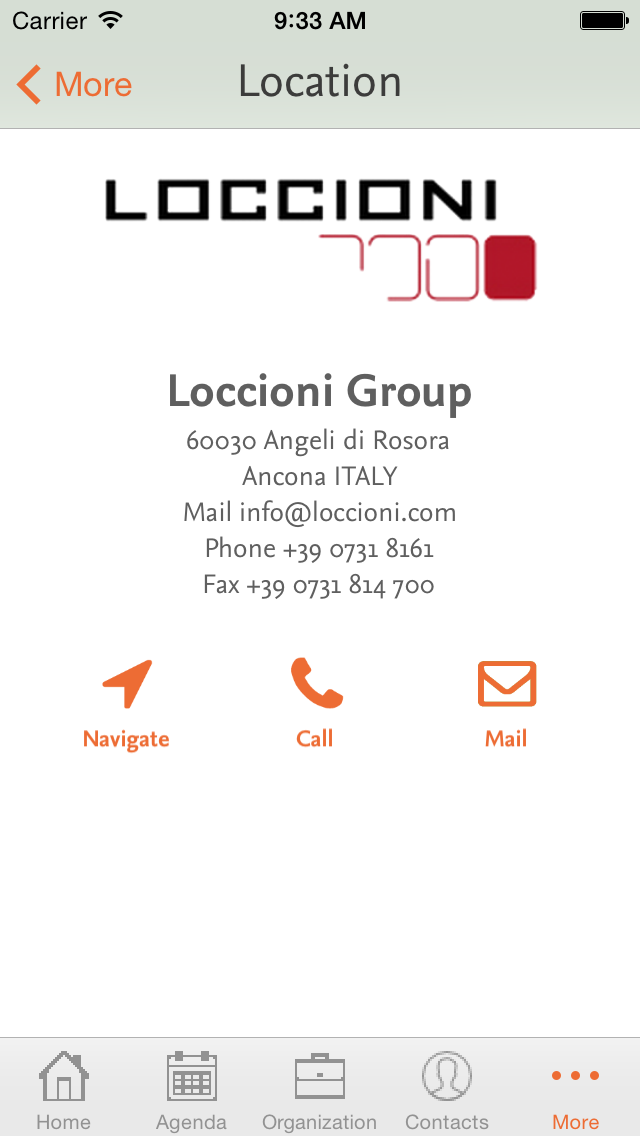 Carrier 9:33 AM
More Location
LOCCIONI
Loccioni Group
60030 Angeli di Rosora
Ancona ITALY
Mail info@loccioni.com
Phone +39 0731 8161
Fax +39 0731 814 700
Navigate Call Mail
Home Agenda Organization Contacts More